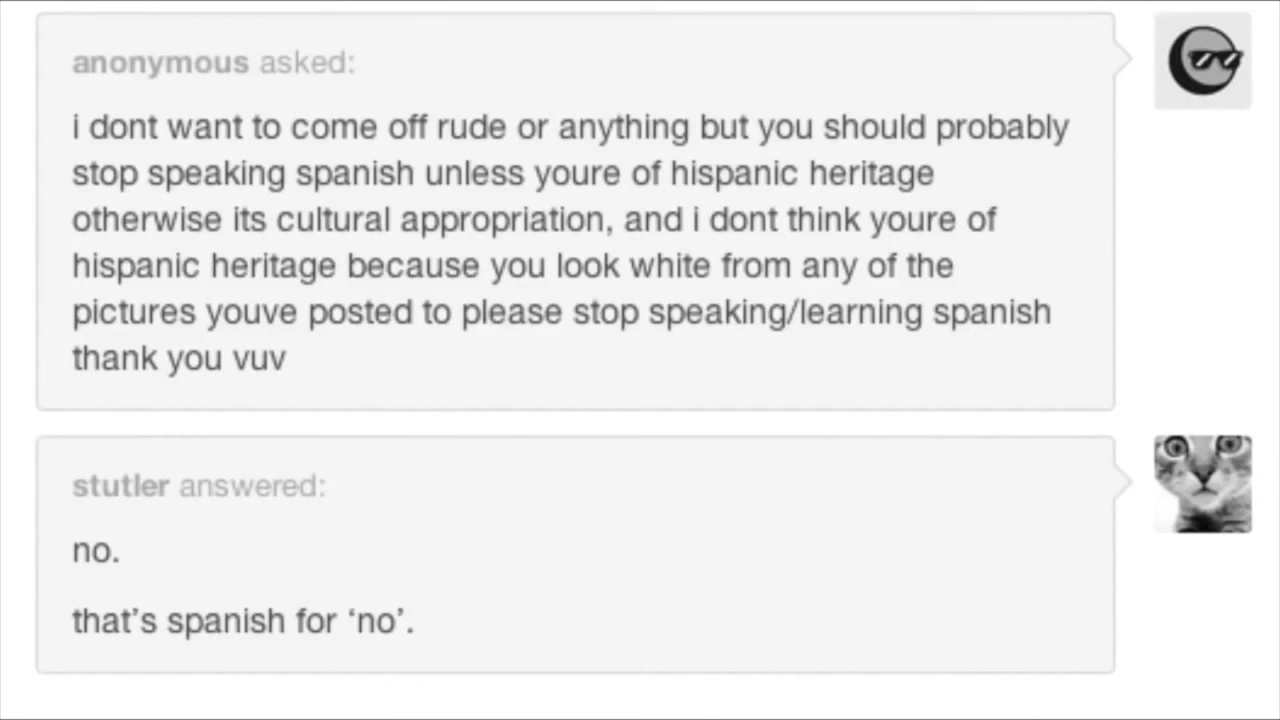 anonymous asked:
i dont want to come off rude or anything but you should probably
stop speaking spanish unless youre of hispanic heritage
otherwise its cultural appropriation, and i dont think youre of
hispanic heritage because you look white from any of the
pictures youve posted to please stop speaking/learning spanish
thank you vuv
stutler answered:
no.
that’s spanish for ‘no’.